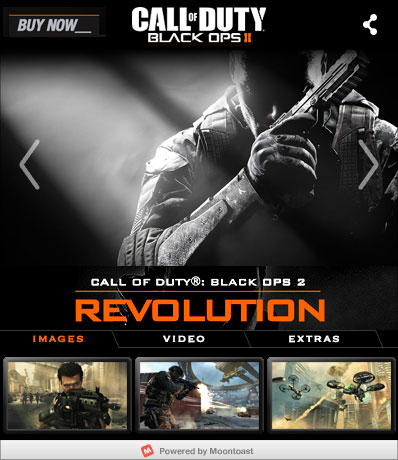 BUY NOW__
CALL OF DUTY
BLACK OPS II
CALL OF DUTY®: BLACK OPS 2
REVOLUTION
IMAGES
VIDEO
EXTRAS
M Powered by Moontoast